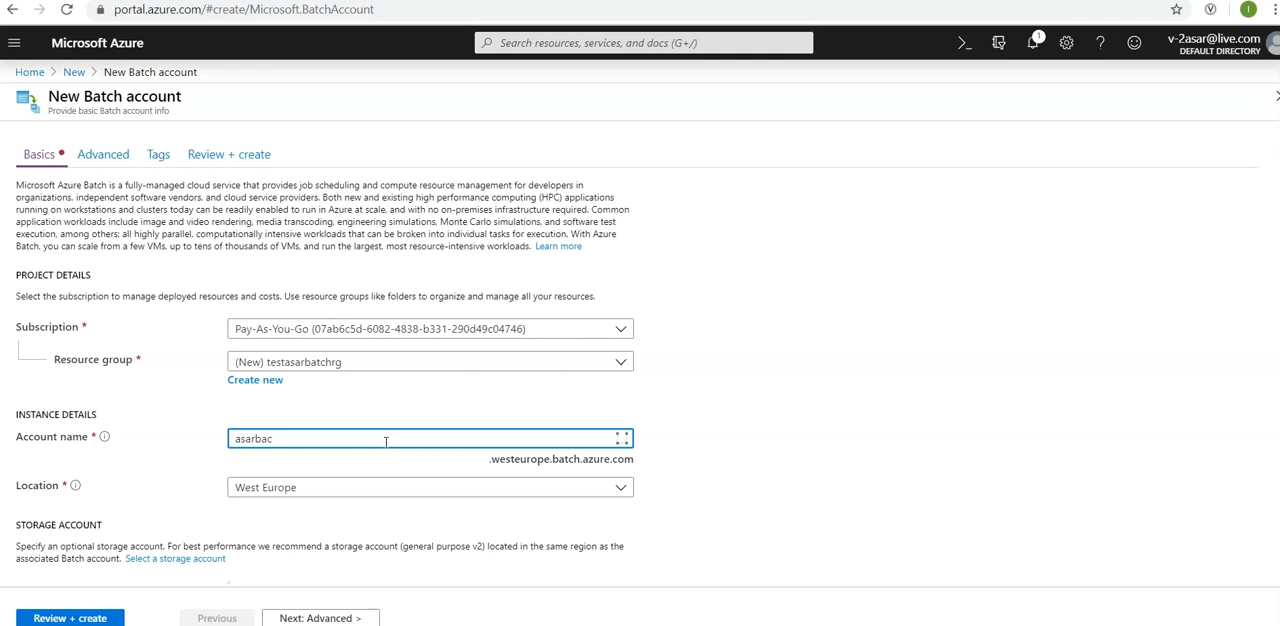 portal.azure.com/#create/Microsoft.BatchAccount
Microsoft Azure
Search resources, services, and docs (G+/)
1
v-2asar@live.com
DEFAULT DIRECTORY
I
Home > New > New Batch account
New Batch account
Provide basic Batch account info
Basics Advanced Tags Review + create
Microsoft Azure Batch is a fully-managed cloud service that provides job scheduling and compute resource management for developers in
organizations, independent software vendors, and cloud service providers. Both new and existing high performance computing (HPC) applications
running on workstations and clusters today can be readily enabled to run in Azure at scale, and with no on-premises infrastructure required. Common
application workloads include image and video rendering, media transcoding, engineering simulations, Monte Carlo simulations, and software test
execution, among others; all highly parallel, computationally intensive workloads that can be broken into individual tasks for execution. With Azure
Batch, you can scale from a few VMs, up to tens of thousands of VMs, and run the largest, most resource-intensive workloads. Learn more
PROJECT DETAILS
Select the subscription to manage deployed resources and costs. Use resource groups like folders to organize and manage all your resources.
Subscription *
Pay-As-You-Go (07ab6c5d-6082-4838-b331-290d49c04746)
Resource group *
(New) testasarbatchrg
Create new
INSTANCE DETAILS
Account name *
asarbac
.westeurope.batch.azure.com
Location *
West Europe
STORAGE ACCOUNT
Specify an optional storage account. For best performance we recommend a storage account (general purpose v2) located in the same region as the
associated Batch account. Select a storage account
Review + create
Previous
Next: Advanced >